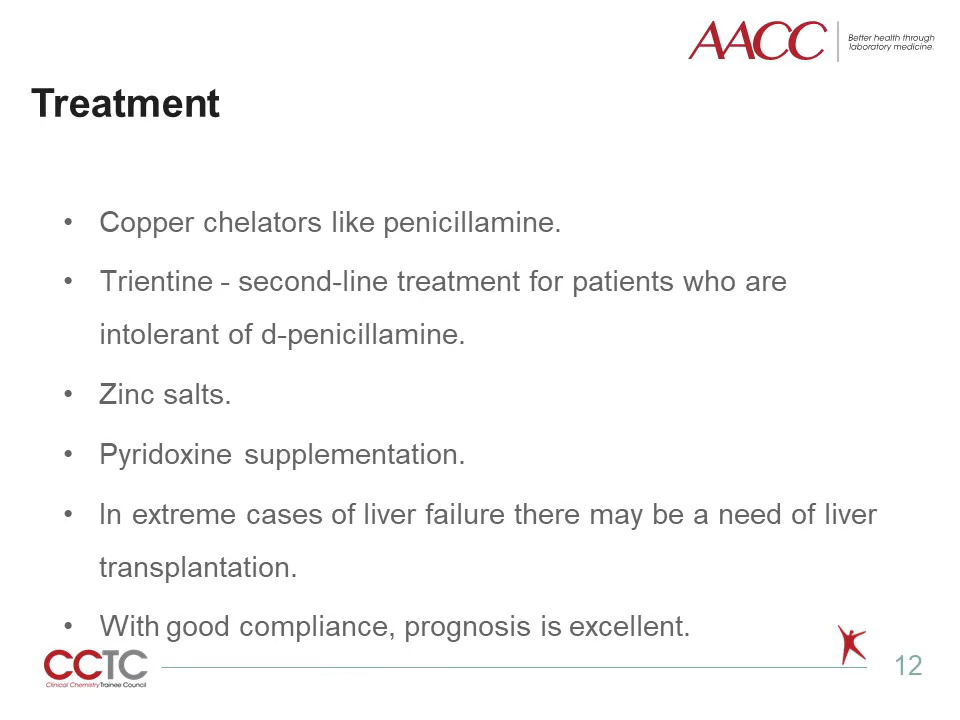 AACC
Better health through
laboratory medicine.
Treatment
• Copper chelators like penicillamine.
• Trientine - second-line treatment for patients who are
intolerant of d-penicillamine.
• Zinc salts.
• Pyridoxine supplementation.
• In extreme cases of liver failure there may be a need of liver
transplantation.
• With good compliance, prognosis is excellent.
CCTC
Clinical Chemistry Trainee Council
12